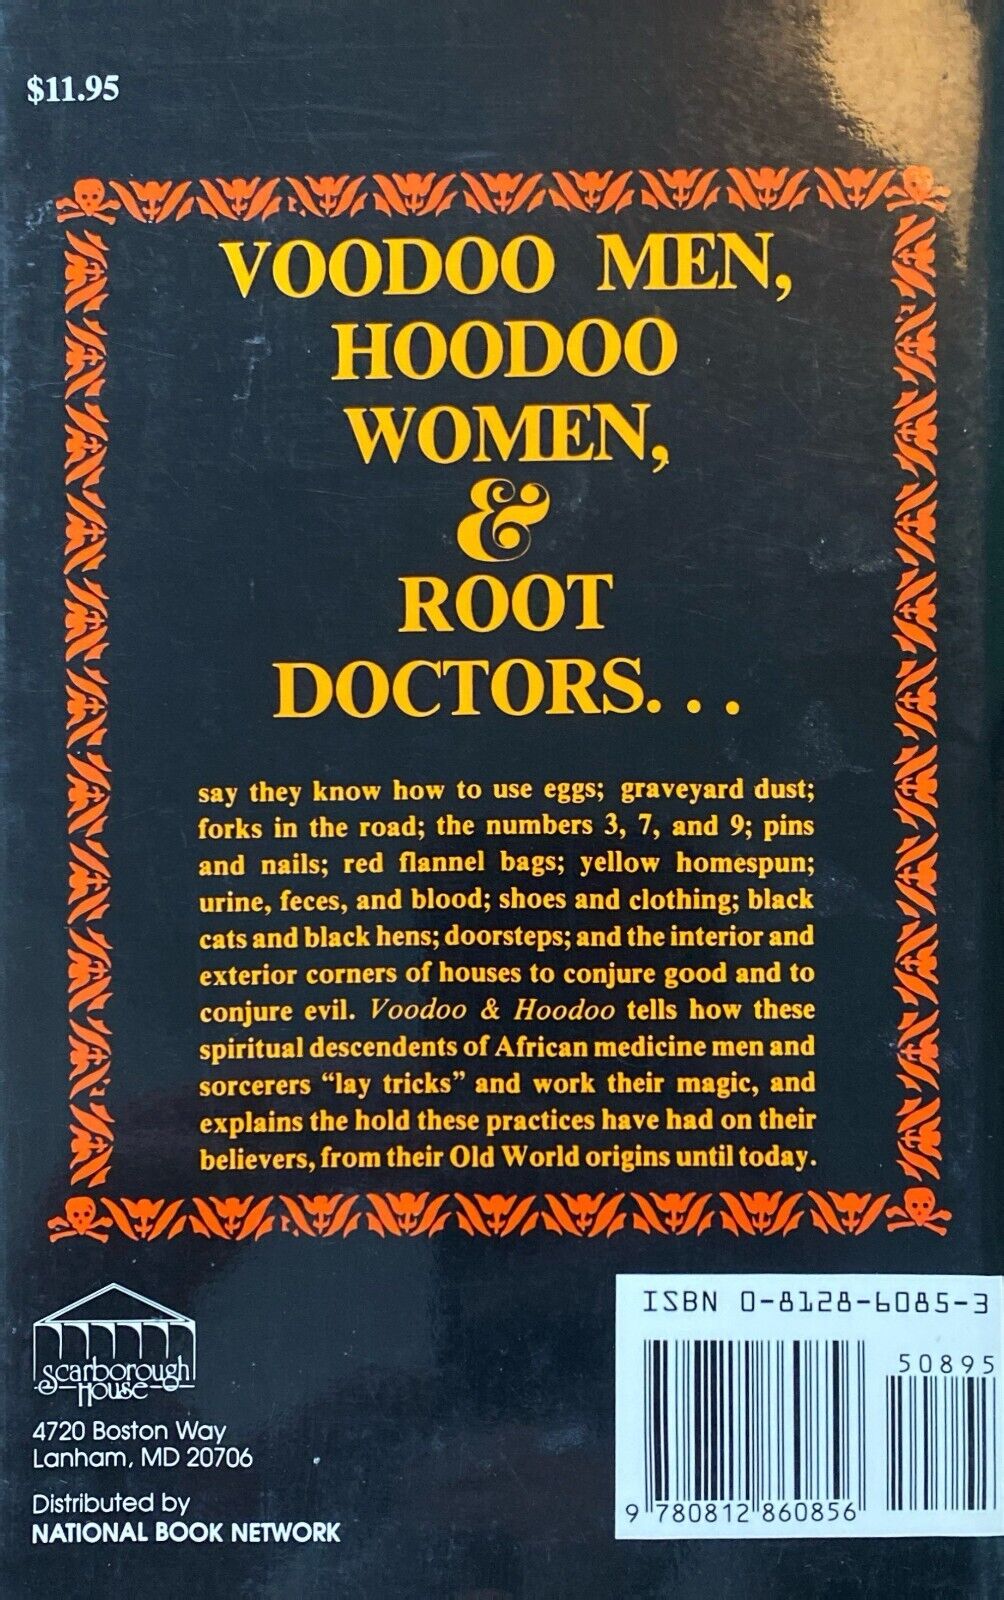 $11.95
VOODOO MEN,
HOODOO
WOMEN,
&
ROOT
DOCTORS...
say they know how to use eggs; graveyard dust;
forks in the road; the numbers 3, 7, and 9; pins
and nails; red flannel bags; yellow homespun;
urine, feces, and blood; shoes and clothing; black
cats and black hens; doorsteps; and the interior and
exterior corners of houses to conjure good and to
conjure evil. Voodoo & Hoodoo tells how these
spiritual descendents of African medicine men and
sorcerers "lay tricks" and work their magic, and
explains the hold these practices have had on their
believers, from their Old World origins until today.
Scarborough
House
4720 Boston Way
Lanham, MD 20706
Distributed by
NATIONAL BOOK NETWORK
ISBN 0-8128-6085-3
50895
9 780812 860856